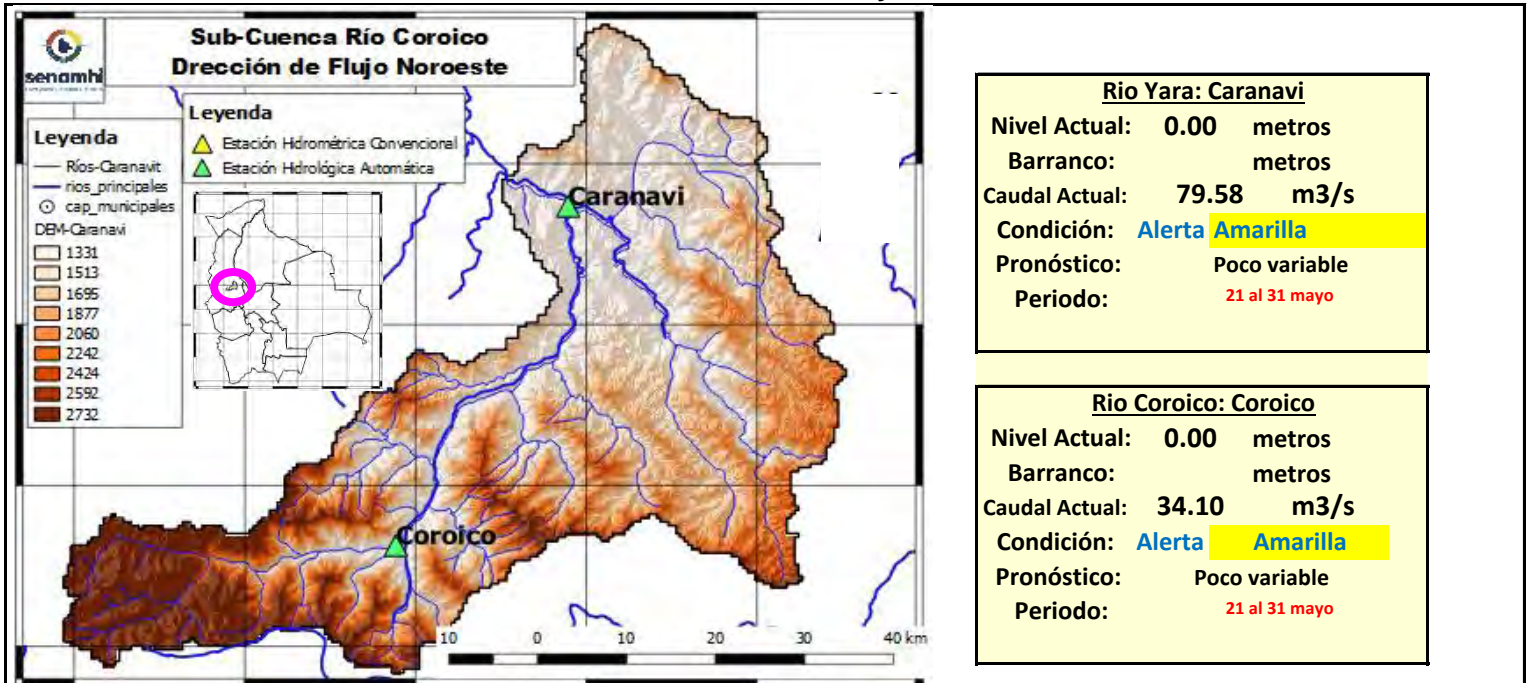 Sub-Cuenca Río Coroico
Drección de Flujo Noroeste
senamhi
Leyenda
Estación Hidrométrica Convencional
Estación Hidrológica Automática
Leyenda
Ríos-Caranavit
rios_principales
cap_municipales
DEM-Caranavi
1331
1513
1695
1877
2060
2242
2424
2592
2732
Caranavi
Coroico
10 0 10 20 30 40 km
Rio Yara: Caranavi
Nivel Actual: 0.00 metros
Barranco: metros
Caudal Actual: 79.58 m3/s
Condición: Alerta Amarilla
Pronóstico: Poco variable
Periodo: 21 al 31 mayo
Rio Coroico: Coroico
Nivel Actual: 0.00 metros
Barranco: metros
Caudal Actual: 34.10 m3/s
Condición: Alerta Amarilla
Pronóstico: Poco variable
Periodo: 21 al 31 mayo